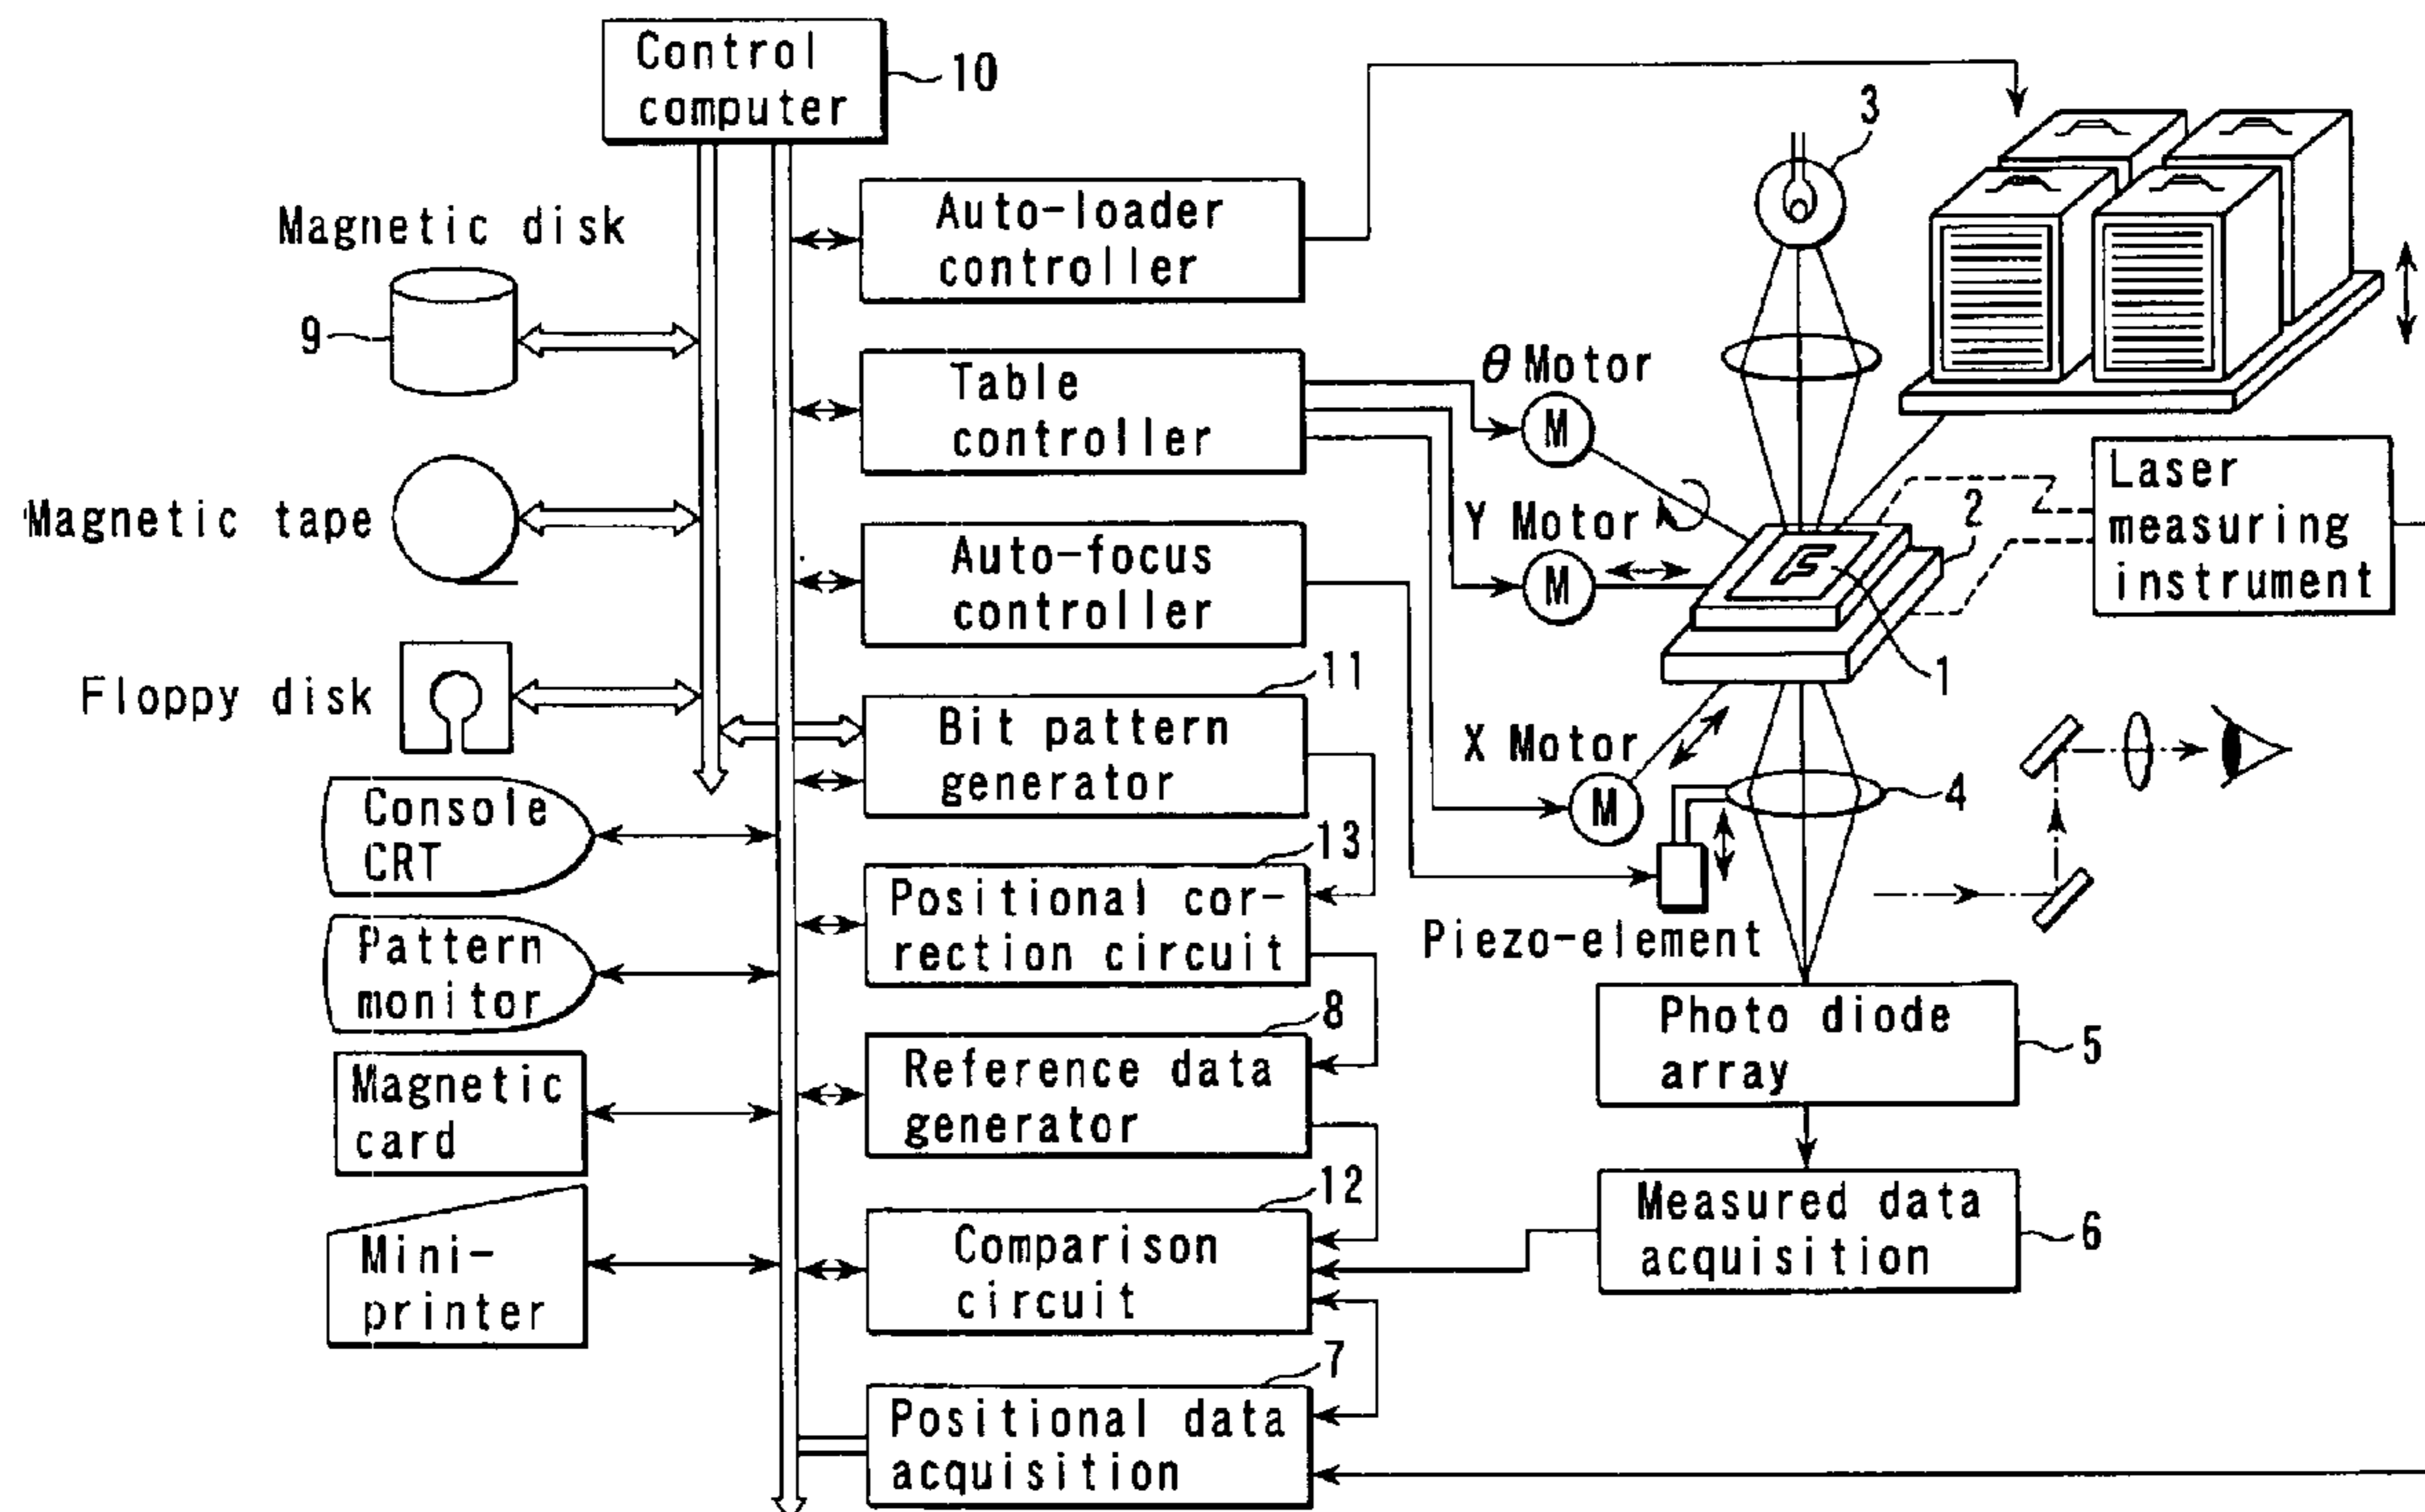 Control
computer
10
3
Auto-loader
controller
Magnetic disk
9
Table
controller
θ Motor
M
Laser
measuring
instrument
2
Magnetic tape
Auto-focus
controller
Y Motor
M
F
1
Floppy disk
11
Bit pattern
generator
X Motor
M
4
Console
CRT
13
Positional cor-
rection circuit
Piezo-element
Pattern
monitor
8
Photo diode
array
5
Reference data
generator
Magnetic
card
12
Measured data
acquisition
6
Comparison
circuit
Mini-
printer
7
Positional data
acquisition